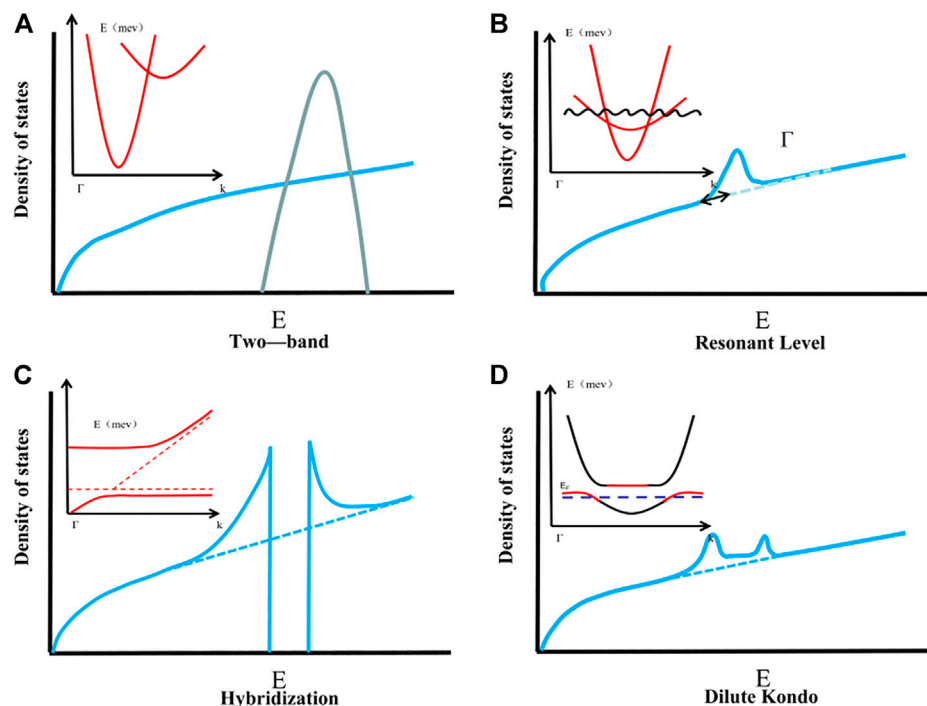 A
E（mev）
Density of states
Γ
k
E
Two—band
B
E（mev）
Density of states
Γ
Γ
k
E
Resonant Level
C
E（mev）
Density of states
Γ
k
E
Hybridization
D
E（mev）
Density of states
E_F
Γ
k
E
Dilute Kondo